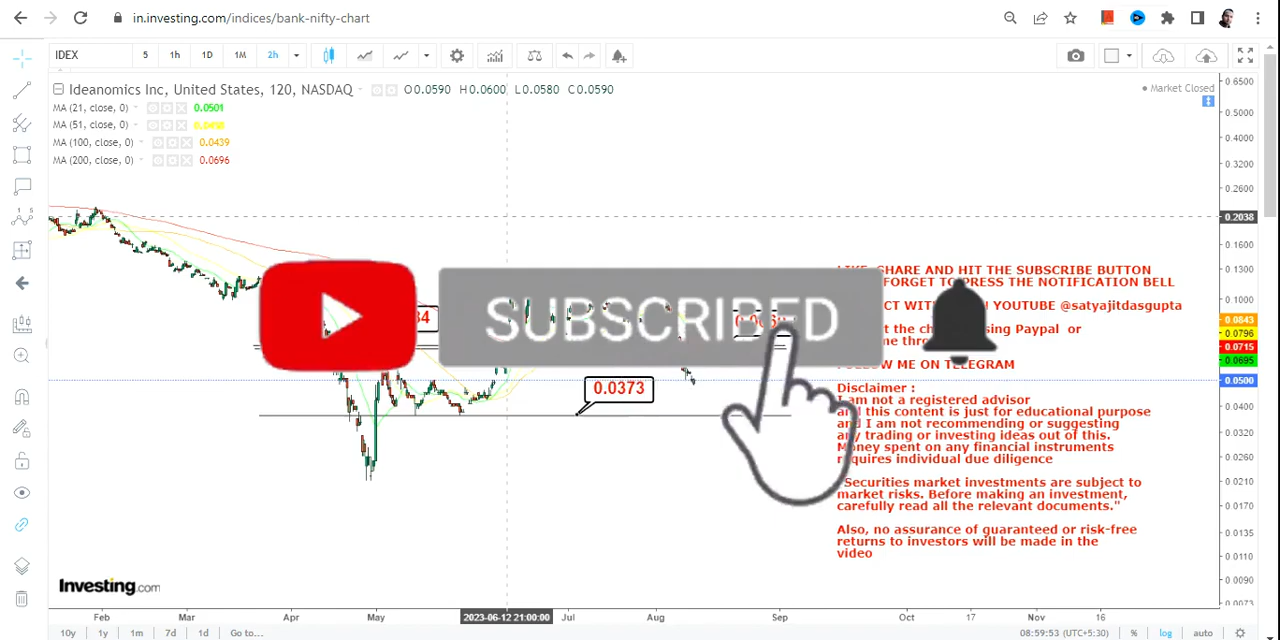 in.investing.com/indices/bank-nifty-chart
IDEX 5 1h 1D 1M 2h
Ideanomics Inc, United States, 120, NASDAQ O0.0590 H0.0600 L0.0580 C0.0590
Market Closed
MA (21, close, 0) 0.0501
MA (51, close, 0)
MA (100, close, 0) 0.0439
MA (200, close, 0) 0.0696
0.6500
0.5000
0.4000
0.3200
0.2600
0.2038
0.1600
0.1300
0.1000
0.0843
0.0796
0.0715
0.0695
0.0500
0.0400
0.0320
0.0260
0.0210
0.0170
0.0135
0.0110
0.0090
0.0073
SUBSCRIBED
0.0373
SHARE AND HIT THE SUBSCRIBE BUTTON
FORGET TO PRESS THE NOTIFICATION BELL
YOUTUBE @satyajitdasgupta
Paypal or
ME ON TELEGRAM
Disclaimer :
I am not a registered advisor
and this content is just for educational purpose
and I am not recommending or suggesting
any trading or investing ideas out of this.
Money spent on any financial instruments
requires individual due diligence
"Securities market investments are subject to
market risks. Before making an investment,
carefully read all the relevant documents."
Also, no assurance of guaranteed or risk-free
returns to investors will be made in the
video
Investing.com
Feb Mar Apr May 2023-06-12 21:00:00 Jul Aug Sep Oct 17 Nov 16
10y 1y 1m 7d 1d Go to... 08:59:53 (UTC+5:30) % log auto